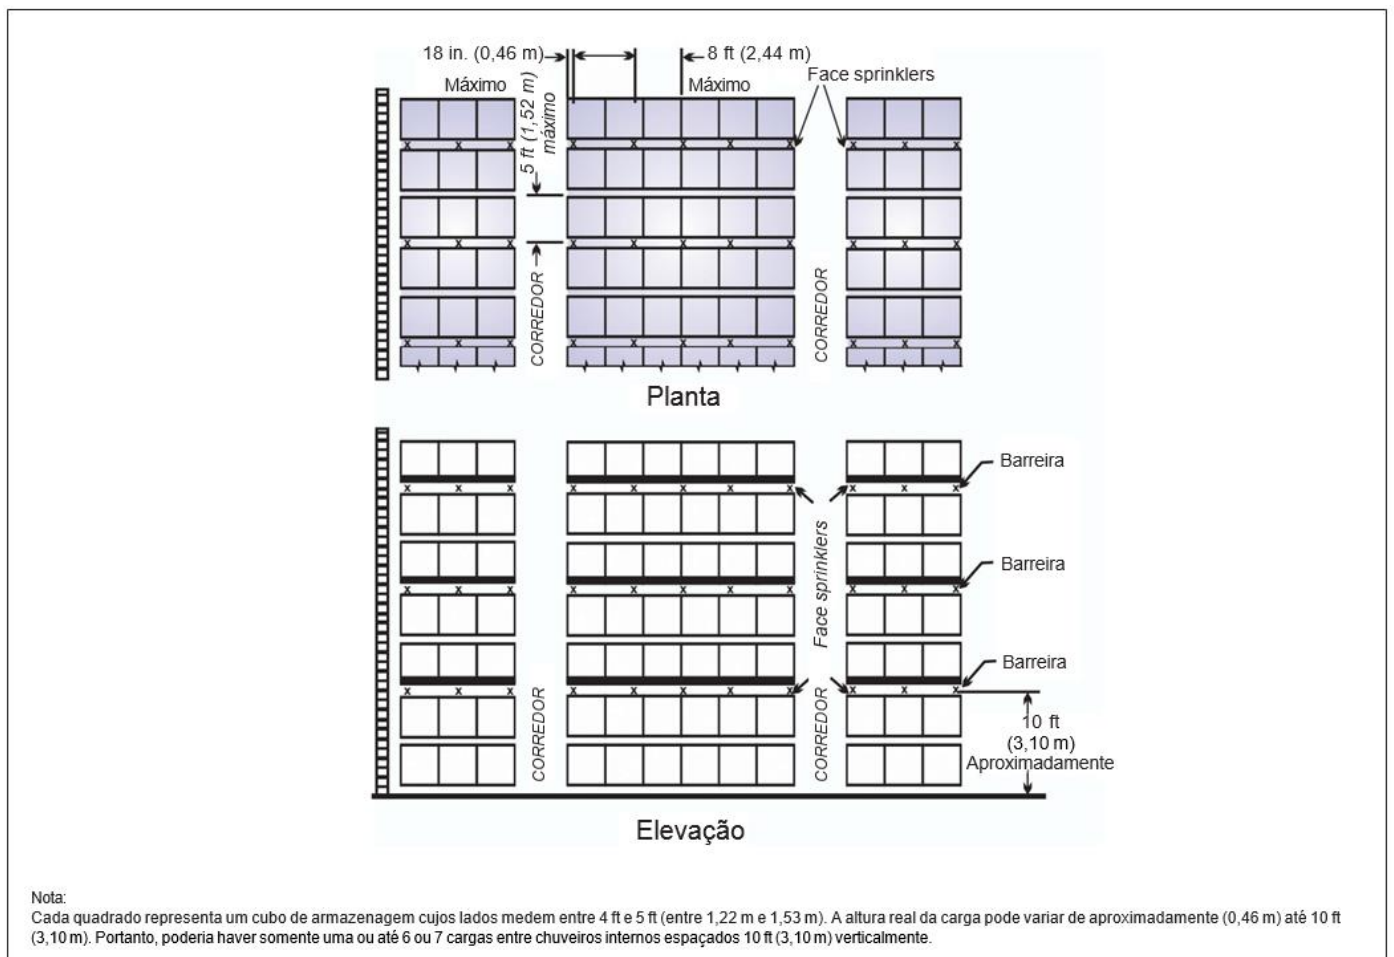 18 in. (0,46 m)
8 ft (2,44 m)
Máximo
Máximo
Face sprinklers
5 ft (1,52 m)
máximo
CORREDOR
CORREDOR
Planta
Barreira
Barreira
Barreira
Face sprinklers
CORREDOR
CORREDOR
10 ft
(3,10 m)
Aproximadamente
Elevação
Nota:
Cada quadrado representa um cubo de armazenagem cujos lados medem entre 4 ft e 5 ft (entre 1,22 m e 1,53 m). A altura real da carga pode variar de aproximadamente (0,46 m) até 10 ft
(3,10 m). Portanto, poderia haver somente uma ou até 6 ou 7 cargas entre chuveiros internos espaçados 10 ft (3,10 m) verticalmente.